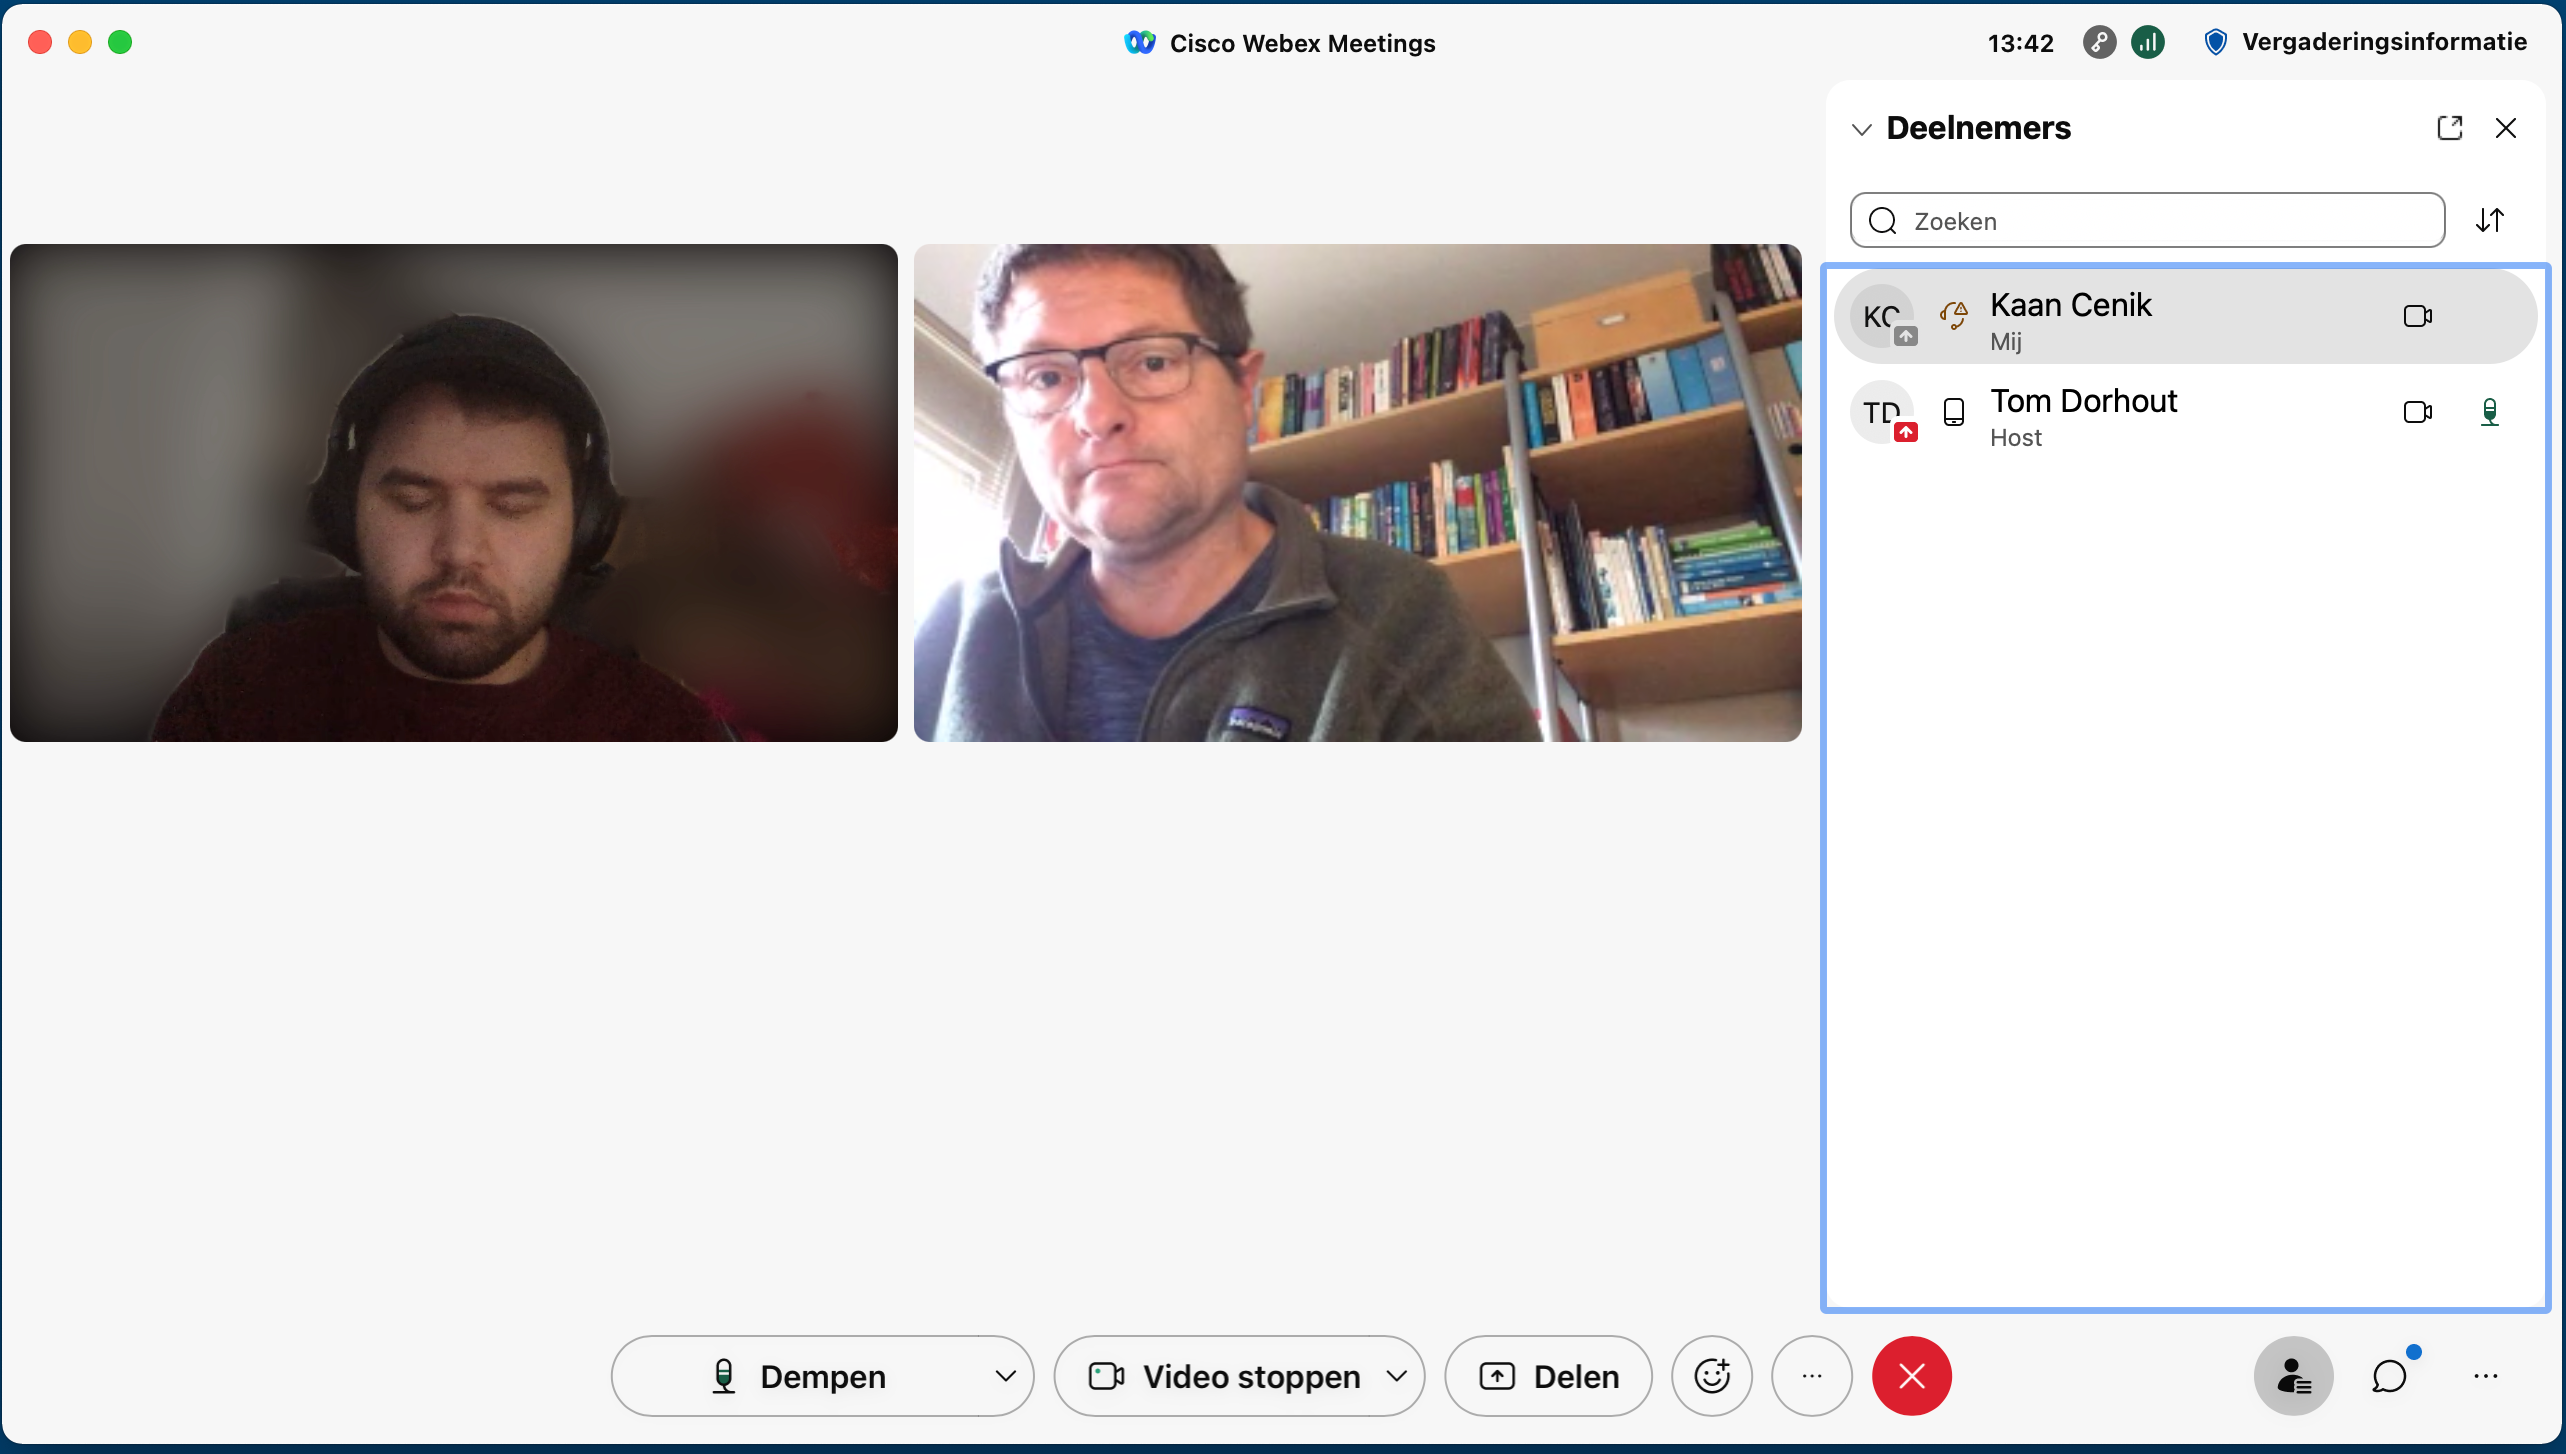 Cisco Webex Meetings
13:42
Vergaderingsinformatie
Deelnemers
Zoeken
KC
Kaan Cenik
Mij
TD
Tom Dorhout
Host
Dempen
Video stoppen
Delen